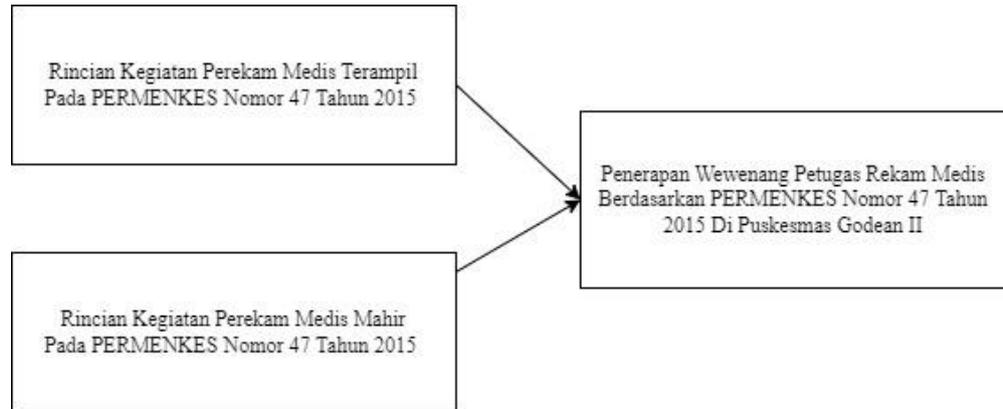 Rincian Kegiatan Perekam Medis Terampil
Pada PERMENKES Nomor 47 Tahun 2015
Penerapan Wewenang Petugas Rekam Medis
Berdasarkan PERMENKES Nomor 47 Tahun
2015 Di Puskesmas Godean II
Rincian Kegiatan Perekam Medis Mahir
Pada PERMENKES Nomor 47 Tahun 2015